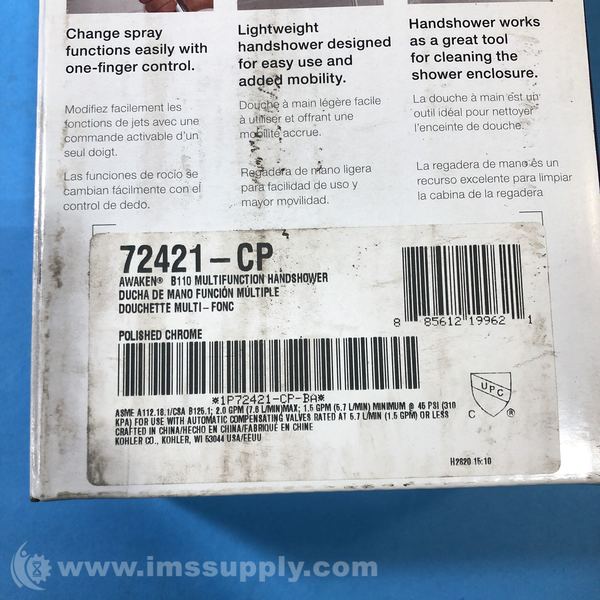 Change spray
functions easily with
one-finger control.
Modifiez facilement les
fonctions de jets avec une
commande activable d'un
seul doigt.
Las funciones de rocío se
cambian fácilmente con el
control de dedo.
Lightweight
handshower designed
for easy use and
added mobility.
Douche à main légère facile
à utiliser et offrant une
mobilité accrue.
Regadera de mano ligera
para facilidad de uso y
mayor movilidad.
Handshower works
as a great tool
for cleaning the
shower enclosure.
La douche à main est un
outil idéal pour nettoyer
l'enceinte de douche.
La regadera de mano es un
recurso excelente para limpiar
la cabina de la regadera
72421-CP
AWAKEN® B110 MULTIFUNCTION HANDSHOWER
DUCHA DE MANO FUNCIÓN MÚLTIPLE
DOUCHETTE MULTI-FONC
POLISHED CHROME
8 85612 19962 1
*1P72421-CP-BA*
ASME A112.18.1/CSA B125.1; 2.0 GPM (7.6 L/MIN)MAX; 1.5 GPM (5.7 L/MIN) MINIMUM @ 45 PSI (310
KPA) FOR USE WITH AUTOMATIC COMPENSATING VALVES RATED AT 5.7 L/MIN (1.5 GPM) OR LESS
CRAFTED IN CHINA/HECHO EN CHINA/FABRIQUÉ EN CHINE
KOHLER CO., KOHLER, WI 53044 USA/EEUU
UPC
C ®
H2820 15:10
www.imssupply.com